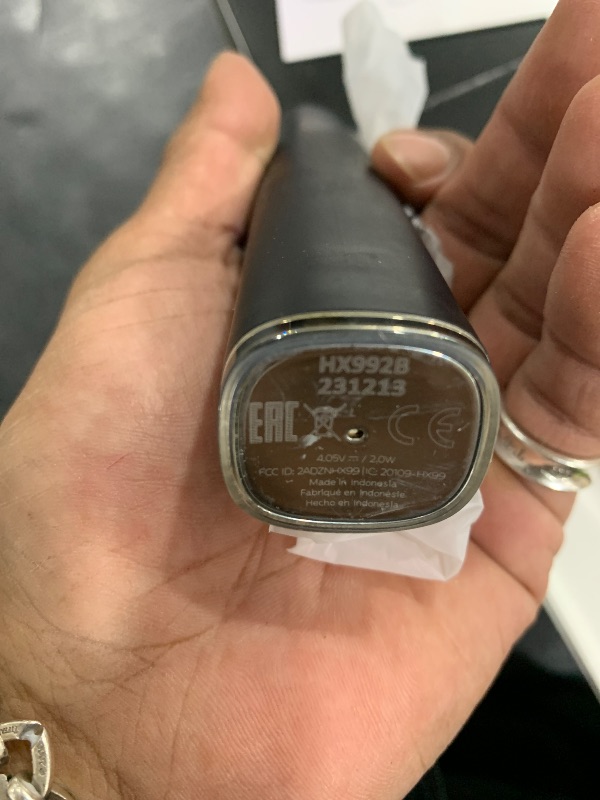 HX992B
231213
EAC CE
4.05V ⎓ / 2.0W
FCC ID: 2ADZNHX99 | IC: 20109-HX99
Made in Indonesia
Fabriqué en Indonésie
Hecho en Indonesia